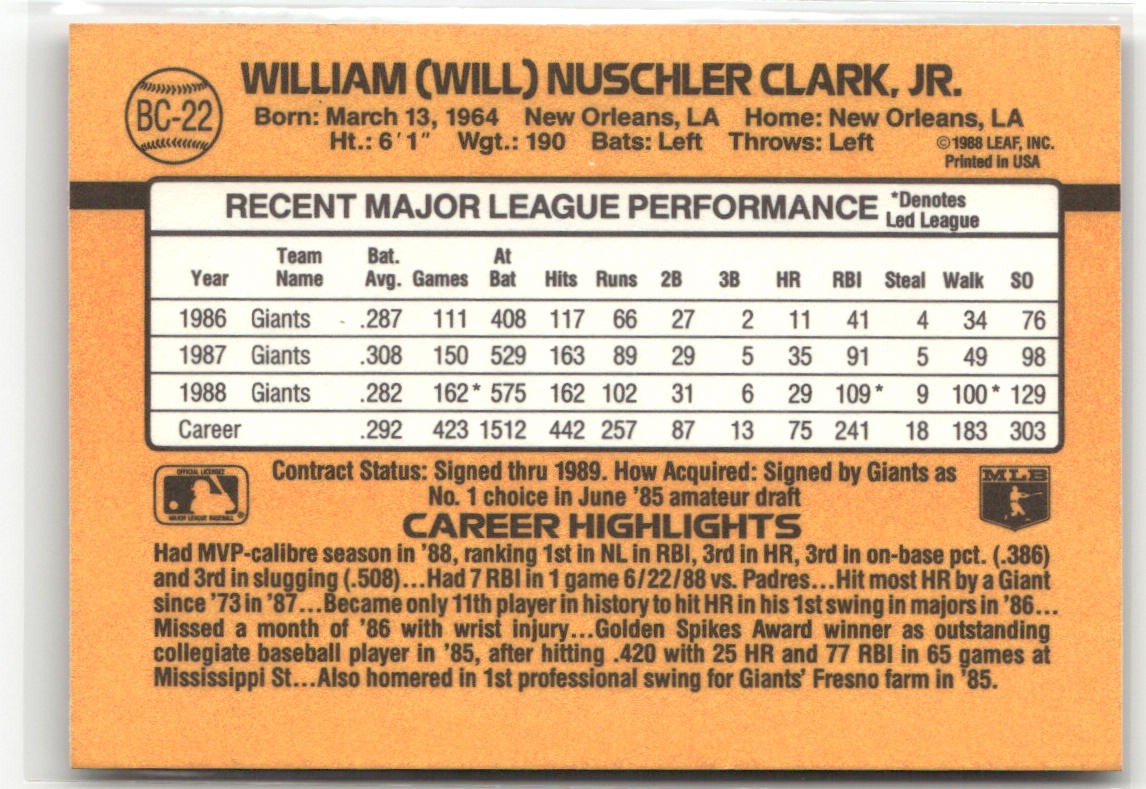 BC-22
WILLIAM (WILL) NUSCHLER CLARK, JR.
Born: March 13, 1964 New Orleans, LA Home: New Orleans, LA
Ht.: 6'1" Wgt.: 190 Bats: Left Throws: Left
©1988 LEAF, INC.
Printed in USA
RECENT MAJOR LEAGUE PERFORMANCE *Denotes
Led League
Year Team Name Bat. Avg. Games At Bat Hits Runs 2B 3B HR RBI Steal Walk SO
1986 Giants .287 111 408 117 66 27 2 11 41 4 34 76
1987 Giants .308 150 529 163 89 29 5 35 91 5 49 98
1988 Giants .282 162* 575 162 102 31 6 29 109* 9 100* 129
Career .292 423 1512 442 257 87 13 75 241 18 183 303
OFFICIAL LICENSEE
MAJOR LEAGUE BASEBALL
®
Contract Status: Signed thru 1989. How Acquired: Signed by Giants as
No. 1 choice in June '85 amateur draft
MLB
CAREER HIGHLIGHTS
Had MVP-calibre season in '88, ranking 1st in NL in RBI, 3rd in HR, 3rd in on-base pct. (.386)
and 3rd in slugging (.508)...Had 7 RBI in 1 game 6/22/88 vs. Padres...Hit most HR by a Giant
since '73 in '87...Became only 11th player in history to hit HR in his 1st swing in majors in '86...
Missed a month of '86 with wrist injury...Golden Spikes Award winner as outstanding
collegiate baseball player in '85, after hitting .420 with 25 HR and 77 RBI in 65 games at
Mississippi St...Also homered in 1st professional swing for Giants' Fresno farm in '85.